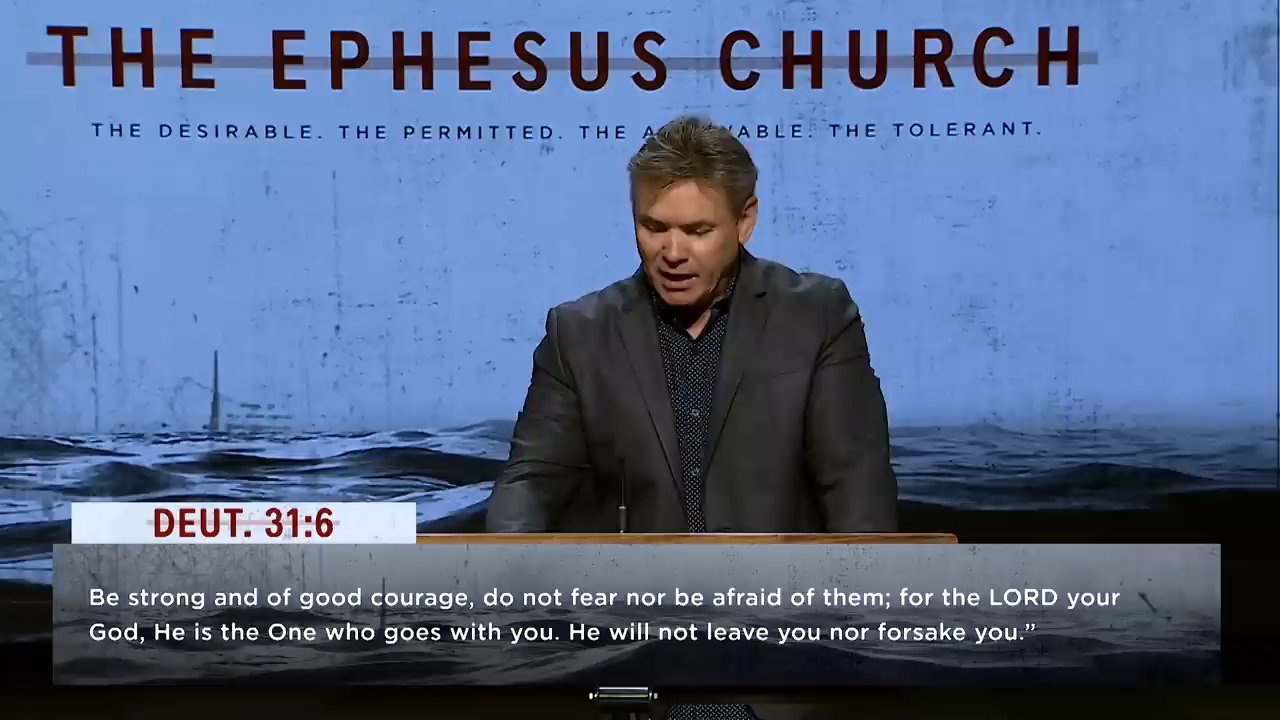 THE EPHESUS CHURCH
THE DESIRABLE. THE PERMITTED. THE THE TOLERANT.
DEUT. 31:6
Be strong and of good courage, do not fear nor be afraid of them; for the LORD your
God, He is the One who goes with you. He will not leave you nor forsake you.”